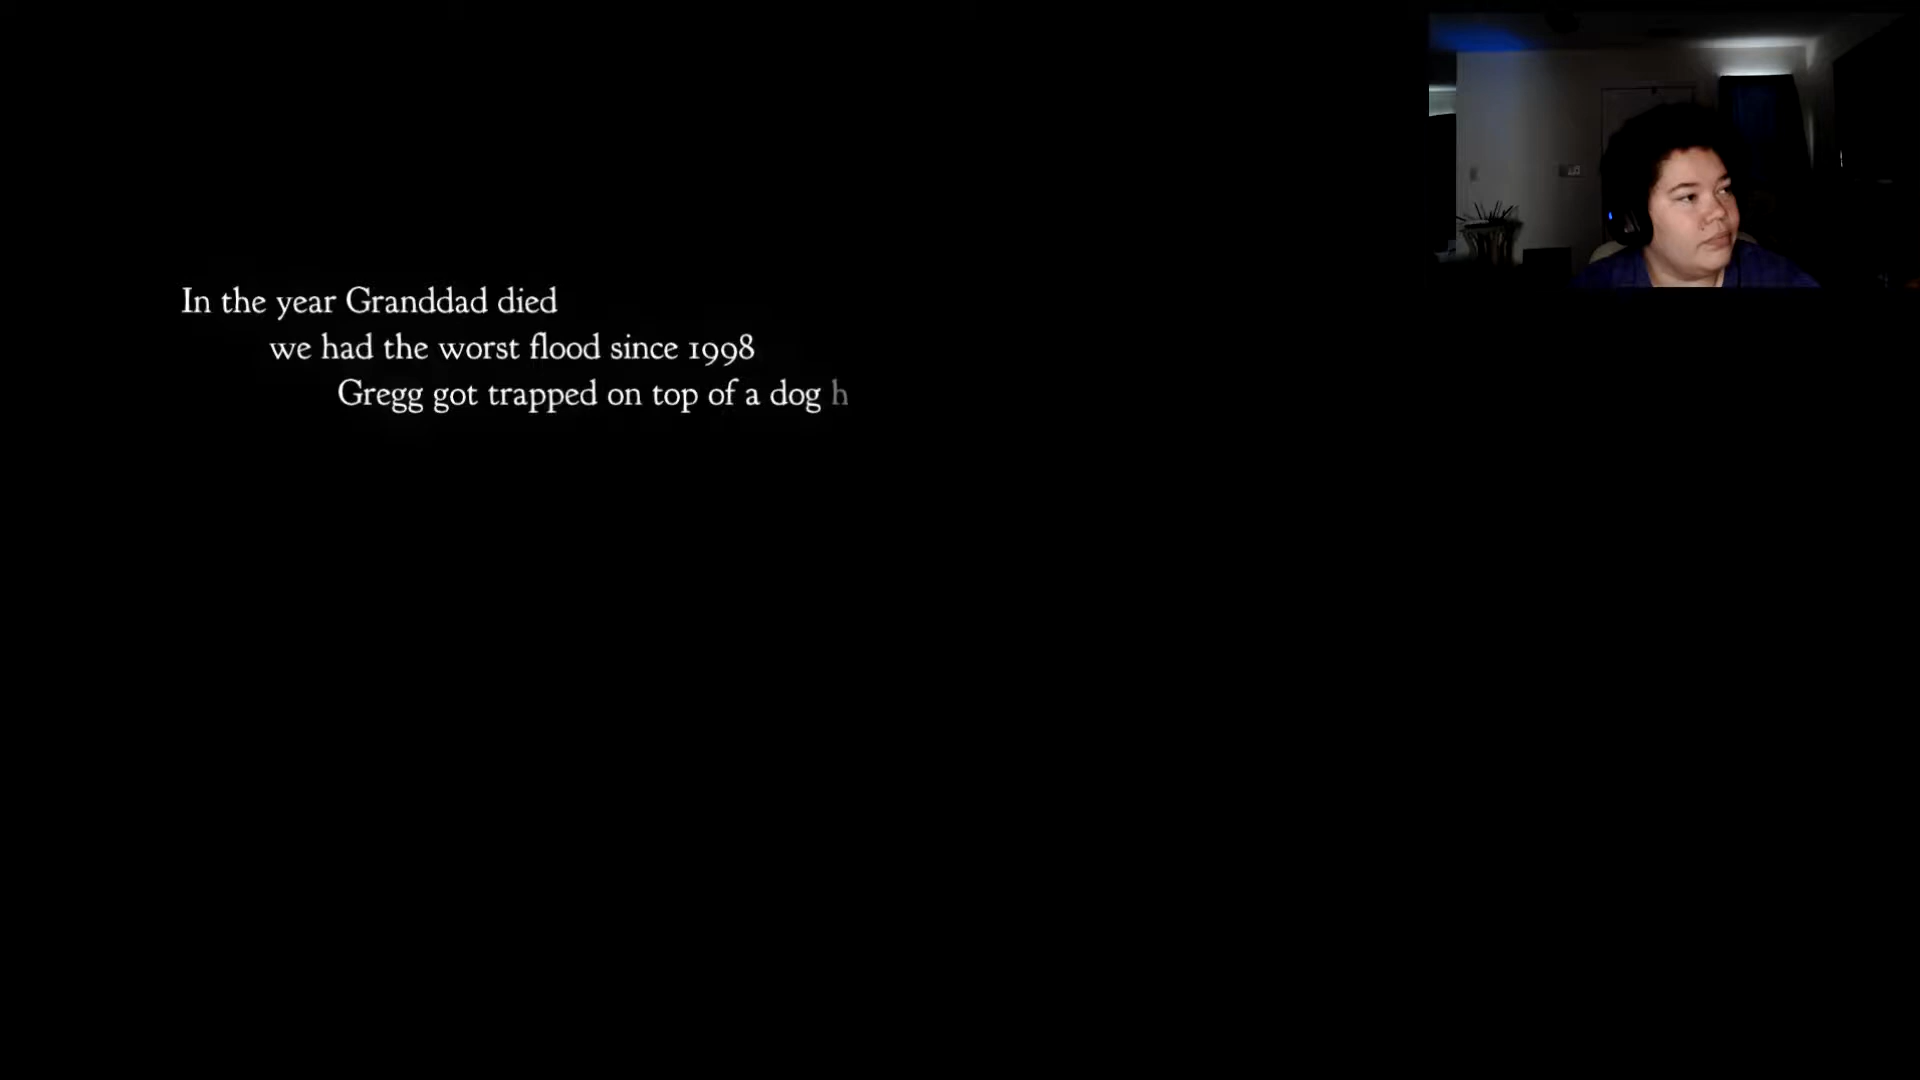 In the year Granddad died
we had the worst flood since 1998
Gregg got trapped on top of a dog h